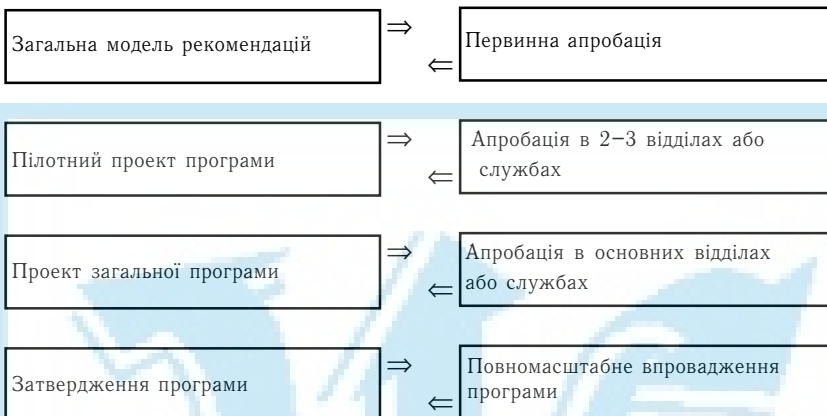 Загальна модель рекомендацій
⇒
⇐
Первинна апробація
Пілотний проект програми
⇒
⇐
Апробація в 2−3 відділах або
службах
Проект загальної програми
⇒
⇐
Апробація в основних відділах
або службах
Затвердження програми
⇒
⇐
Повномасштабне впровадження
програми